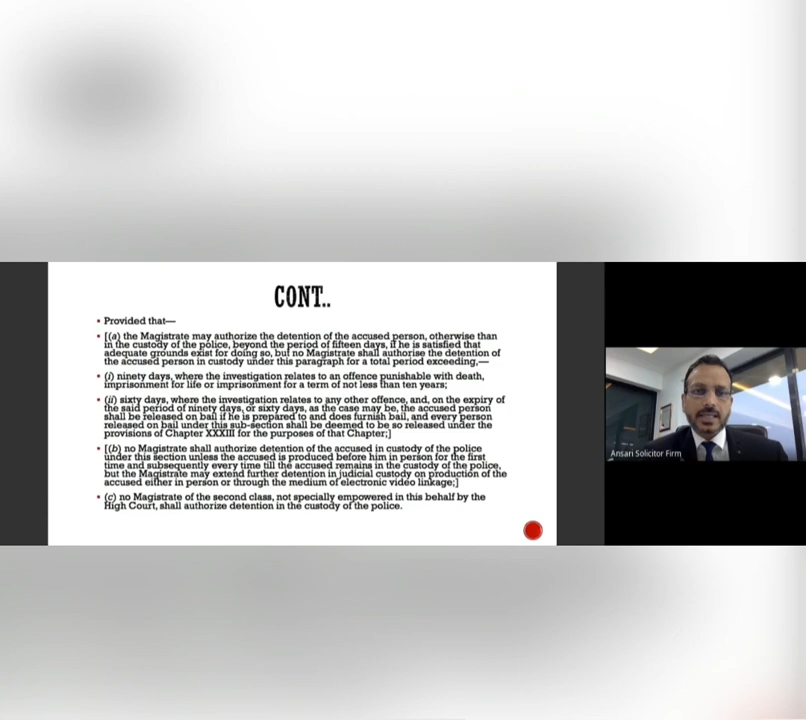 CONT..
• Provided that—
• [(a) the Magistrate may authorize the detention of the accused person, otherwise than
in the custody of the police, beyond the period of fifteen days, if he is satisfied that
adequate grounds exist for doing so, but no Magistrate shall authorise the detention of
the accused person in custody under this paragraph for a total period exceeding,—
• (i) ninety days, where the investigation relates to an offence punishable with death,
imprisonment for life or imprisonment for a term of not less than ten years;
• (ii) sixty days, where the investigation relates to any other offence, and, on the expiry of
the said period of ninety days, or sixty days, as the case may be, the accused person
shall be released on bail if he is prepared to and does furnish bail, and every person
released on bail under this sub-section shall be deemed to be so released under the
provisions of Chapter XXXIII for the purposes of that Chapter;]
• [(b) no Magistrate shall authorize detention of the accused in custody of the police
under this section unless the accused is produced before him in person for the first
time and subsequently every time till the accused remains in the custody of the police,
but the Magistrate may extend further detention in judicial custody on production of the
accused either in person or through the medium of electronic video linkage;]
• (c) no Magistrate of the second class, not specially empowered in this behalf by the
High Court, shall authorize detention in the custody of the police.
Ansari Solicitor Firm